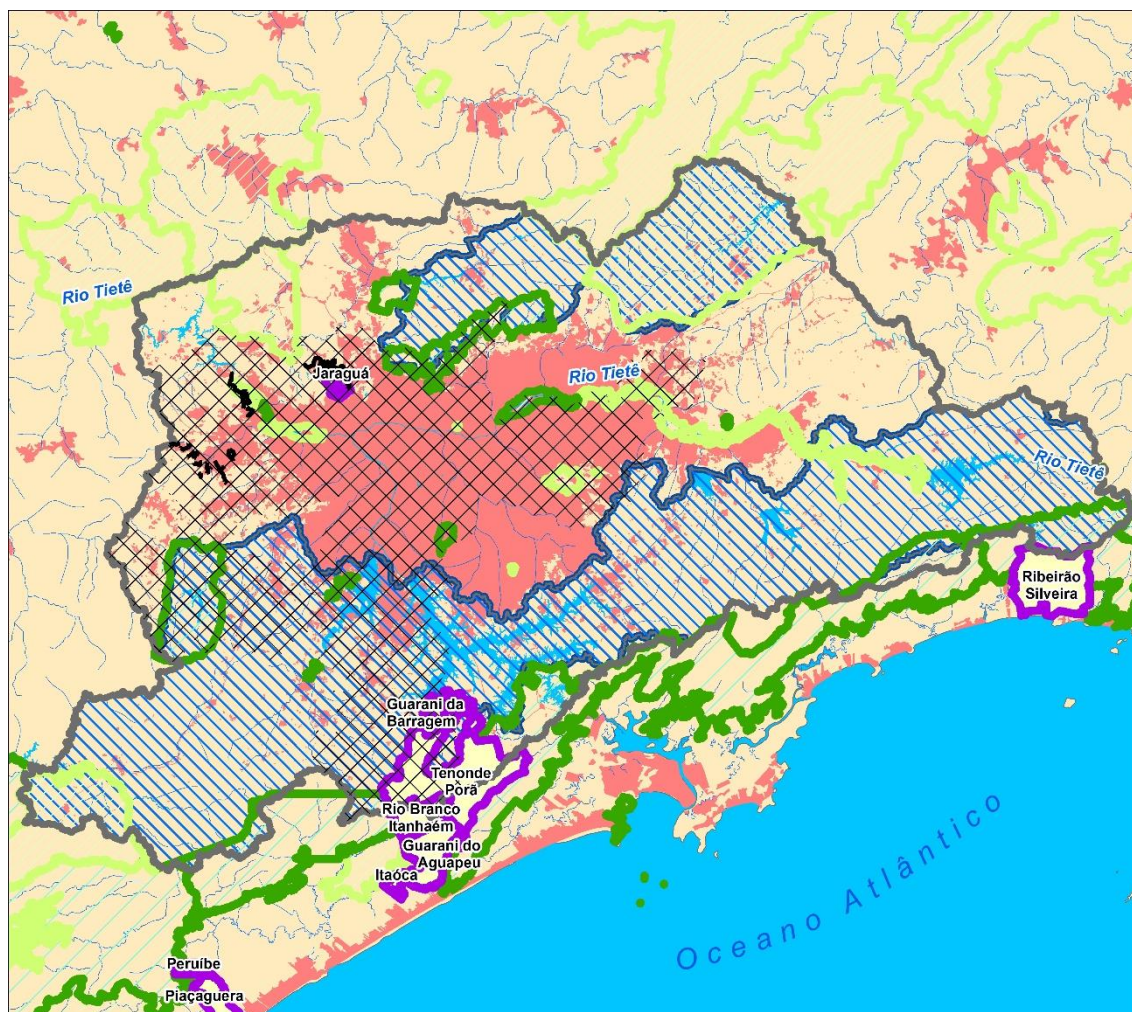 Rio Tietê
Jaraguá
Rio Tietê
Rio Tietê
Ribeirão
Silveira
Guarani da
Barragem
Tenonde
Porã
Rio Branco
Itanhaém
Guarani do
Aguapeu
Itaóca
Oceano Atlântico
Peruíbe
Piaçaguera